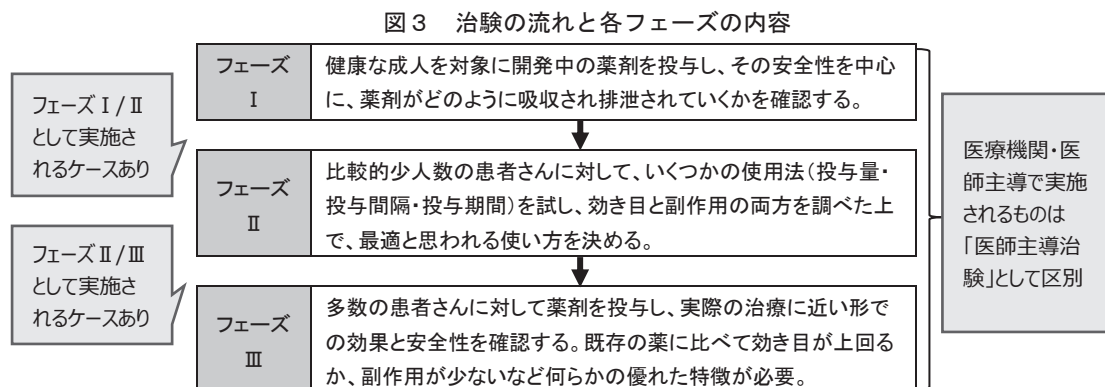 図３　治験の流れと各フェーズの内容
フェーズ
Ⅰ
健康な成人を対象に開発中の薬剤を投与し、その安全性を中心
に、薬剤がどのように吸収され排泄されていくかを確認する。
フェーズⅠ/Ⅱ
として実施さ
れるケースあり
フェーズ
Ⅱ
比較的少人数の患者さんに対して、いくつかの使用法（投与量・
投与間隔・投与期間）を試し、効き目と副作用の両方を調べた上
で、最適と思われる使い方を決める。
フェーズⅡ/Ⅲ
として実施さ
れるケースあり
フェーズ
Ⅲ
多数の患者さんに対して薬剤を投与し、実際の治療に近い形で
の効果と安全性を確認する。既存の薬に比べて効き目が上回る
か、副作用が少ないなど何らかの優れた特徴が必要。
医療機関・医
師主導で実施
されるものは
「医師主導治
験」として区別